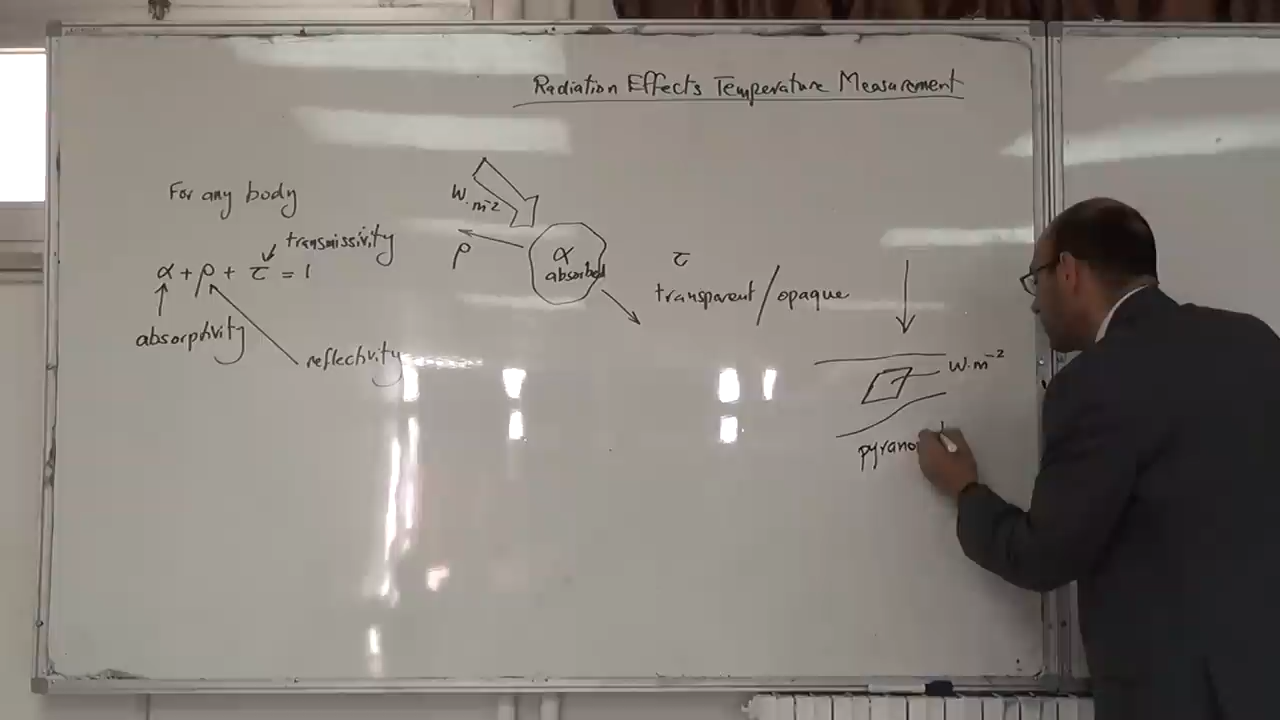 Radiation Effects Temperature Measurement
For any body
transmissivity
α + ρ + τ = 1
absorptivity
reflectivity
W.m-2
ρ
α
absorbed
τ
transparent / opaque
W.m-2
pyrano